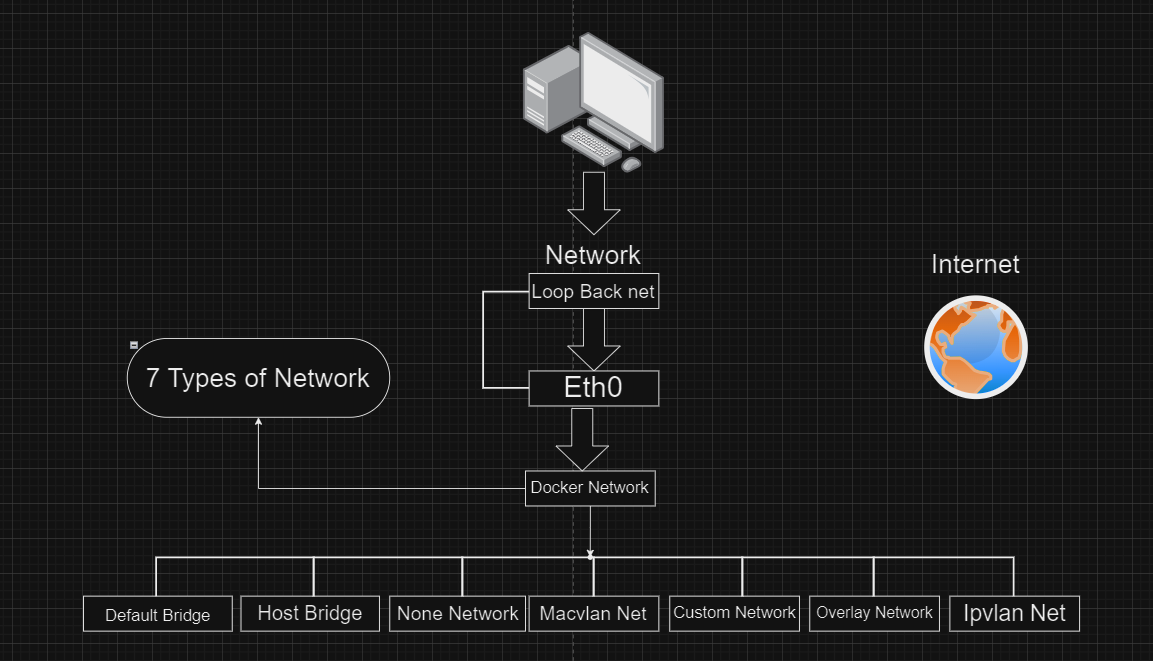 Network
Internet
Loop Back net
7 Types of Network
Eth0
Docker Network
Default Bridge
Host Bridge
None Network
Macvlan Net
Custom Network
Overlay Network
Ipvlan Net